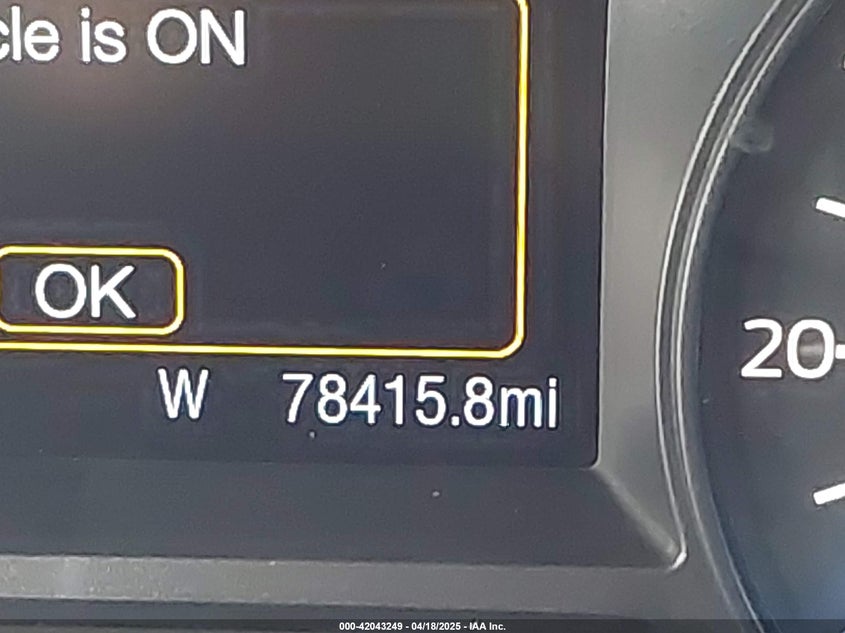 cle is ON
OK
W 78415.8mi
20
000-42043249 - 04/18/2025 - IAA Inc.